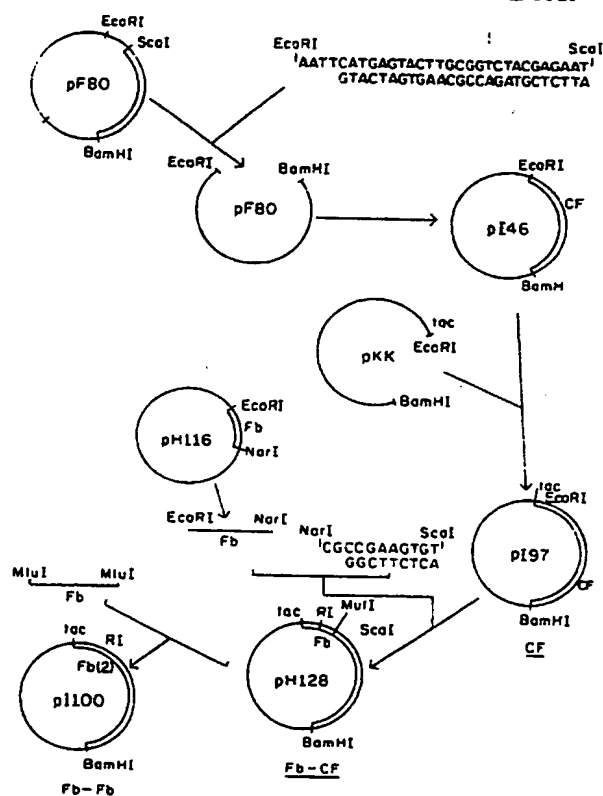 EcoRI
ScaI
pF80
BamHI
EcoRI
ScaI
'AATTCATGAGTACTTGCGGTCTACGAGAAT
GTACTAGTGAACGCCAGATGCTCTTA
EcoRI
BamHI
pF80
EcoRI
CF
pI46
BamH
tac
EcoRI
pKK
BamHI
EcoRI
Fb
pH116
NarI
EcoRI NarI
Fb
NarI
ScaI
'CGCCGAAGTGT'
GGCTTCTCA
tac
EcoRI
pI97
CF
BamHI
CF
MluI MluI
Fb
tac RI
Fb(2)
pI100
BamHI
Fb-Fb
tac RI MutI
Fb ScaI
pH128
BamHI
Fb-CF